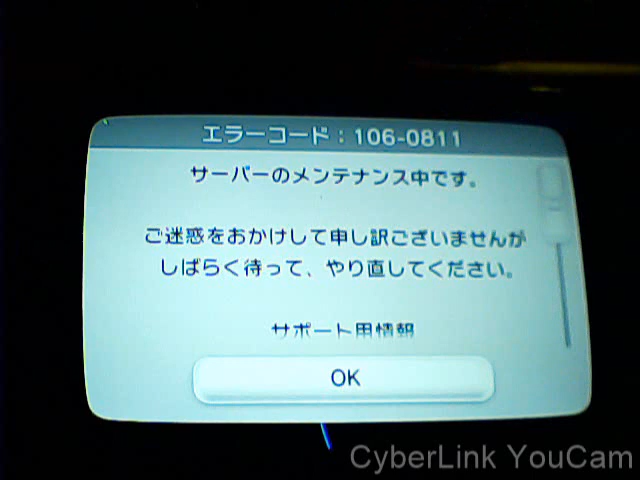 エラーコード：106-0811
サーバーのメンテナンス中です。
ご迷惑をおかけして申し訳ございませんが
しばらく待って、やり直してください。
サポート用情報
OK
CyberLink YouCam